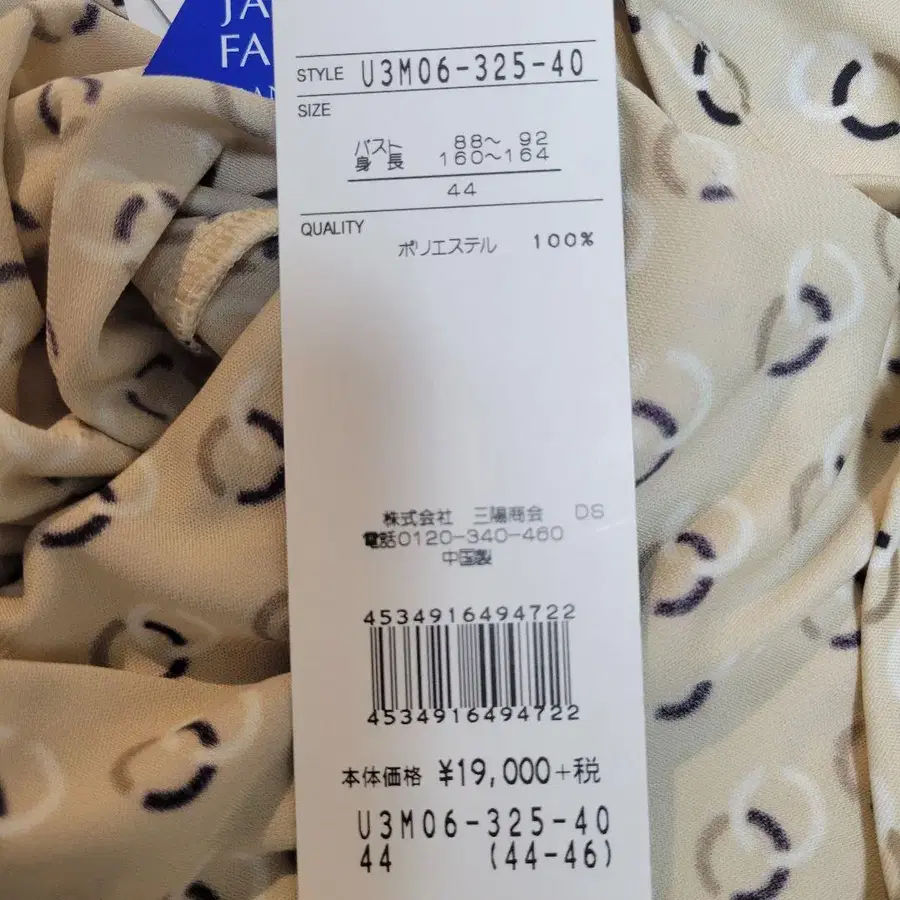 JA
FA
AN
STYLE U3M06-325-40
SIZE
バスト 88～ 92
身長 160～164
44
QUALITY
ポリエステル 100%
株式会社 三陽商会 DS
電話0120-340-460
中国製
4534916494722
4534916494722
本体価格 ¥19,000+税
U3M06-325-40
44 (44-46)